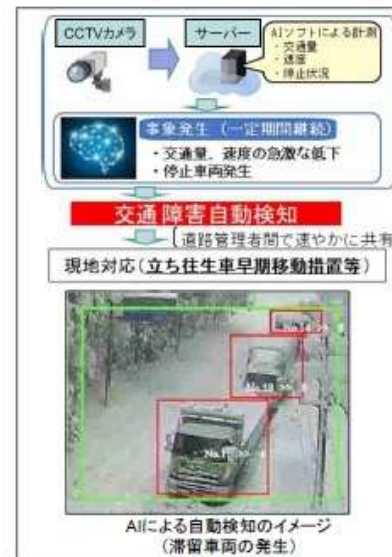 CCTVカメラ
サーバー
AIソフトによる計測
・交通量
・速度
・停止状況
事象発生（一定期間継続）
・交通量、速度の急激な低下
・停止車両発生
交通障害自動検知
道路管理者間で速やかに共有
現地対応（立ち往生車早期移動措置等）
AIによる自動検知のイメージ
（滞留車両の発生）